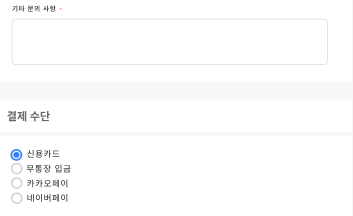 기타 문의 사항 *
결제 수단
신용카드
무통장 입금
카카오페이
네이버페이